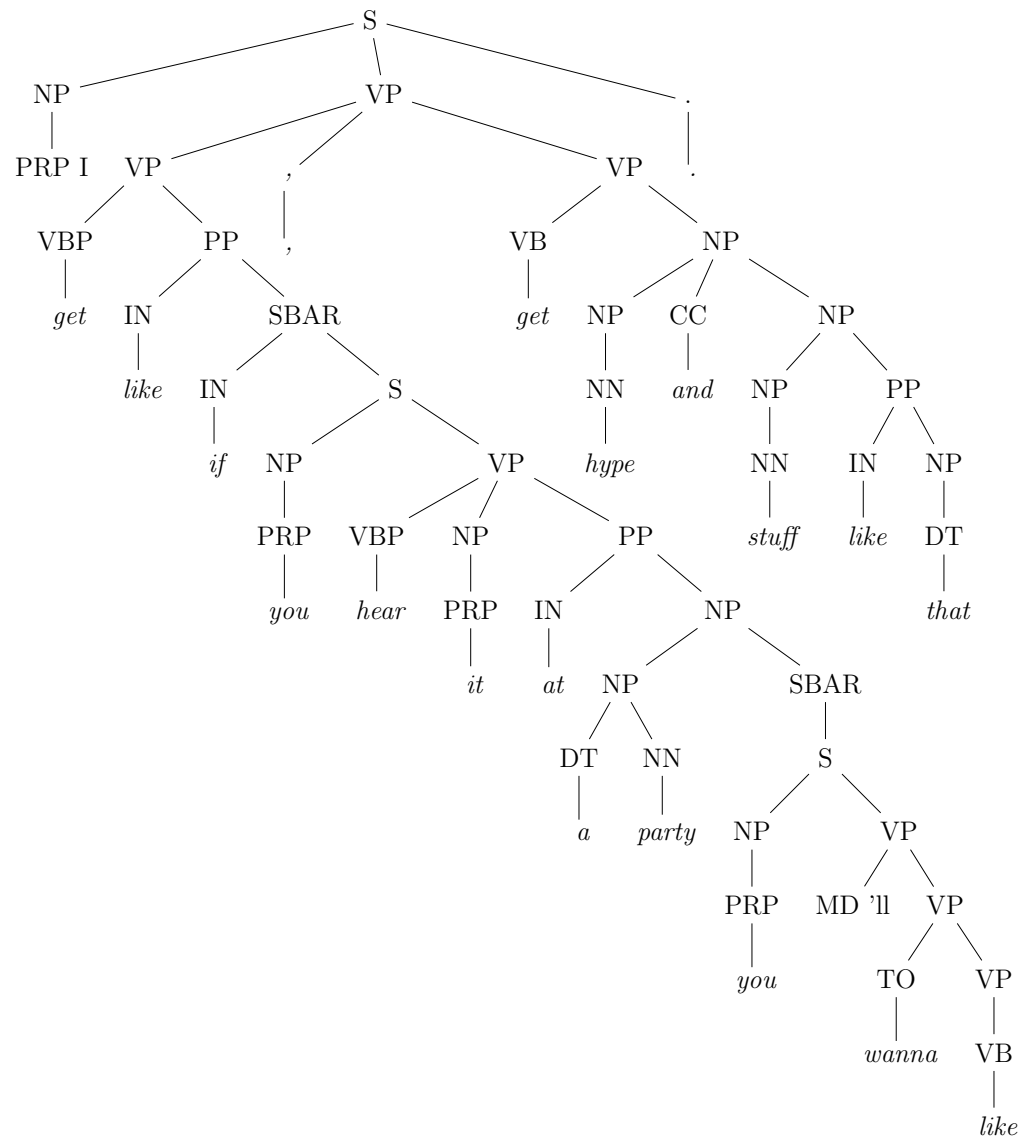 S
NP VP .
PRP I VP , VP .
VBP PP , VB NP
get IN SBAR get NP CC NP
like IN S NN and NP PP
if NP VP hype NN IN NP
PRP VBP NP PP stuff like DT
you hear PRP IN NP that
it at NP SBAR
DT NN S
a party NP VP
PRP MD 'll VP
you TO VP
wanna VB
like